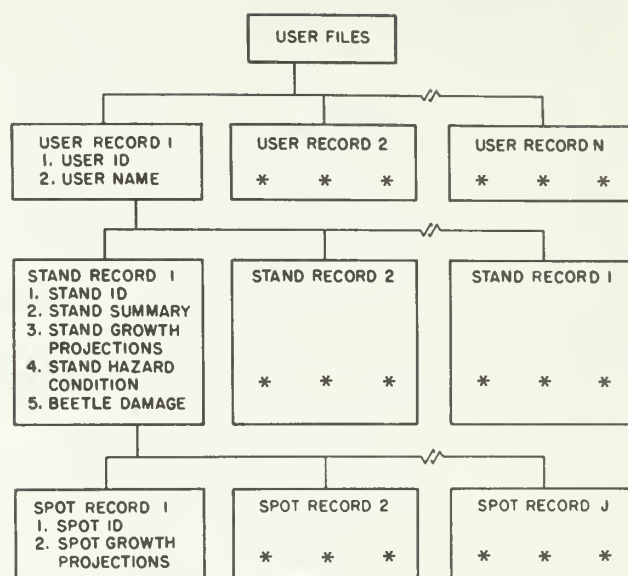 USER FILES
USER RECORD 1
1. USER ID
2. USER NAME
USER RECORD 2
* * *
USER RECORD N
* * *
STAND RECORD 1
1. STAND ID
2. STAND SUMMARY
3. STAND GROWTH
PROJECTIONS
4. STAND HAZARD
CONDITION
5. BEETLE DAMAGE
STAND RECORD 2
* * *
STAND RECORD I
* * *
SPOT RECORD 1
1. SPOT ID
2. SPOT GROWTH
PROJECTIONS
SPOT RECORD 2
* * *
SPOT RECORD J
* * *